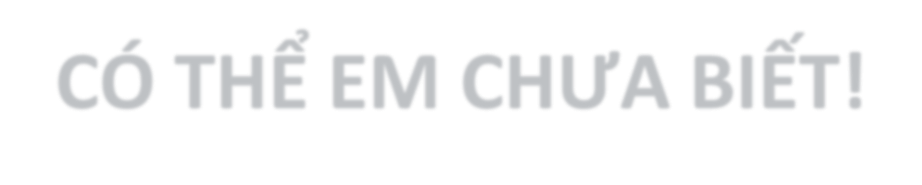 CÓ THỂ EM CHƯA BIẾT!